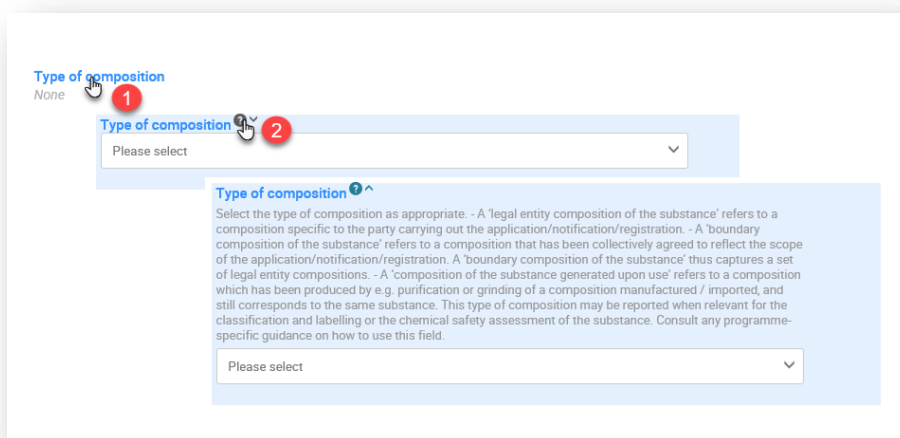 Type of composition
None
1
Type of composition ?
2
Please select
Type of composition ?
Select the type of composition as appropriate. - A 'legal entity composition of the substance' refers to a
composition specific to the party carrying out the application/notification/registration. - A 'boundary
composition of the substance' refers to a composition that has been collectively agreed to reflect the scope
of the application/notification/registration. A 'boundary composition of the substance' thus captures a set
of legal entity compositions. - A 'composition of the substance generated upon use' refers to a composition
which has been produced by e.g. purification or grinding of a composition manufactured / imported, and
still corresponds to the same substance. This type of composition may be reported when relevant for the
classification and labelling or the chemical safety assessment of the substance. Consult any programme-
specific guidance on how to use this field.
Please select